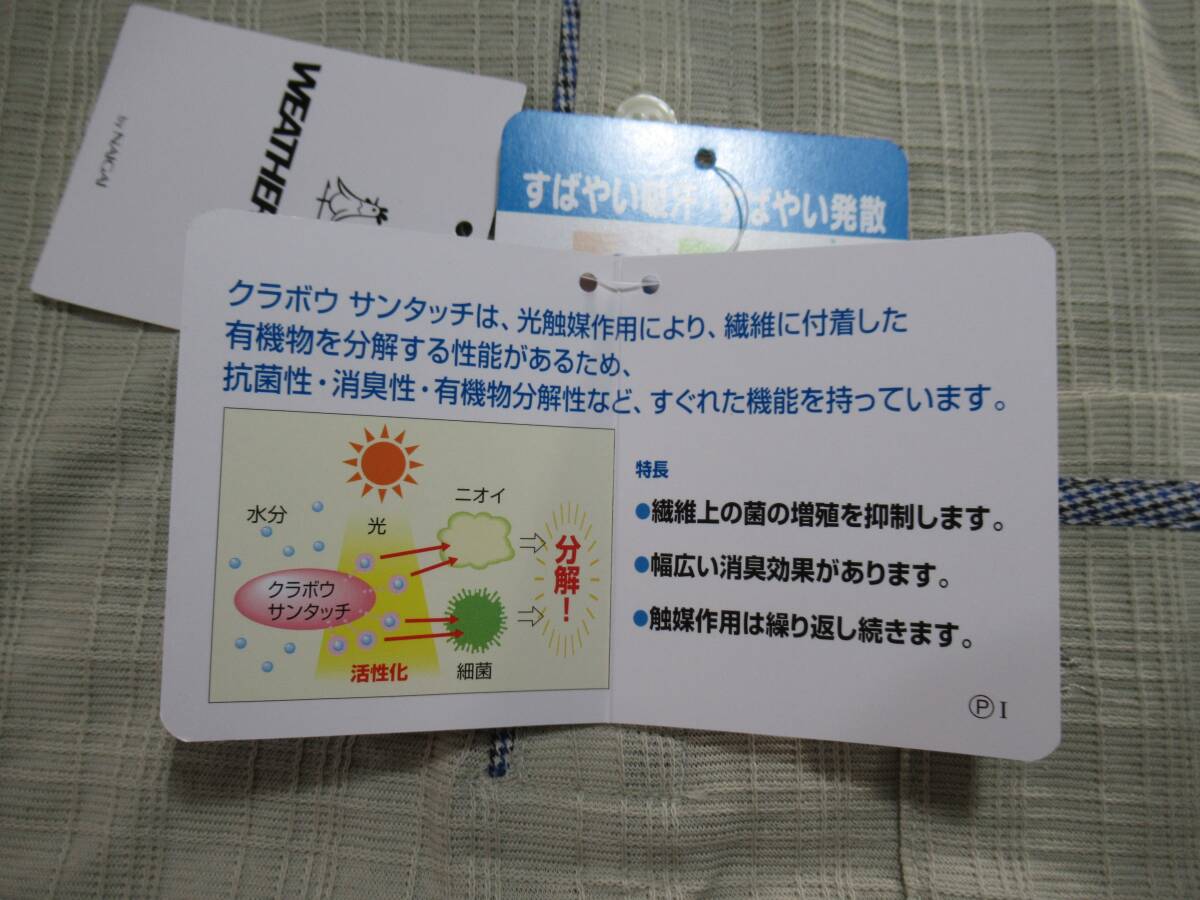 WEATHE
by NAIGAI
すばやい吸汗 すばやい発散
クラボウ サンタッチは、光触媒作用により、繊維に付着した
有機物を分解する性能があるため、
抗菌性・消臭性・有機物分解性など、すぐれた機能を持っています。
水分
光
ニオイ
クラボウ
サンタッチ
分解!
活性化
細菌
特長
●繊維上の菌の増殖を抑制します。
●幅広い消臭効果があります。
●触媒作用は繰り返し続きます。
Ⓟ I